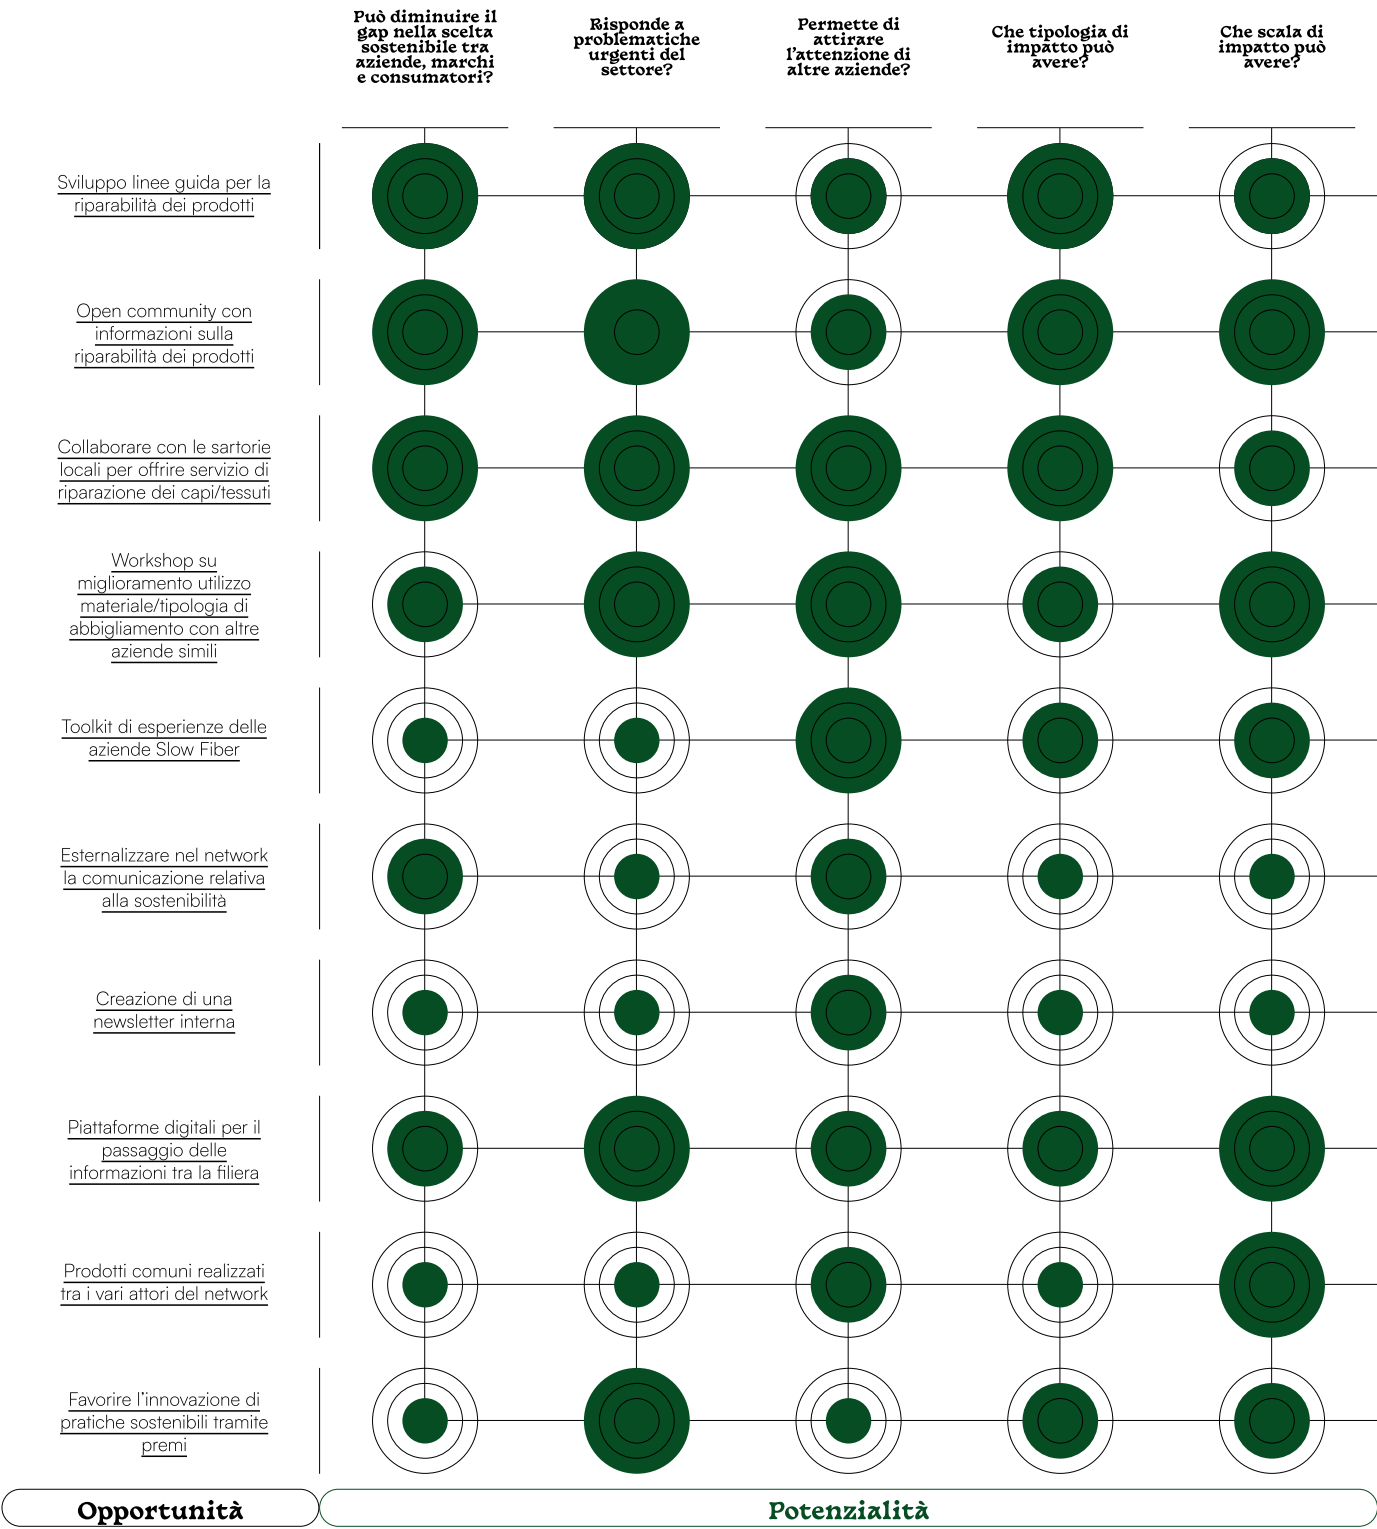 Può diminuire il
gap nella scelta
sostenibile tra
aziende, marchi
e consumatori?
Risponde a
problematiche
urgenti del
settore?
Permette di
attirare
l'attenzione di
altre aziende?
Che tipologia di
impatto può
avere?
Che scala di
impatto può
avere?
Sviluppo linee guida per la
riparabilità dei prodotti
Open community con
informazioni sulla
riparabilità dei prodotti
Collaborare con le sartorie
locali per offrire servizio di
riparazione dei capi/tessuti
Workshop su
miglioramento utilizzo
materiale/tipologia di
abbigliamento con altre
aziende simili
Toolkit di esperienze delle
aziende Slow Fiber
Esternalizzare nel network
la comunicazione relativa
alla sostenibilità
Creazione di una
newsletter interna
Piattaforme digitali per il
passaggio delle
informazioni tra la filiera
Prodotti comuni realizzati
tra i vari attori del network
Favorire l'innovazione di
pratiche sostenibili tramite
premi
Opportunità
Potenzialità